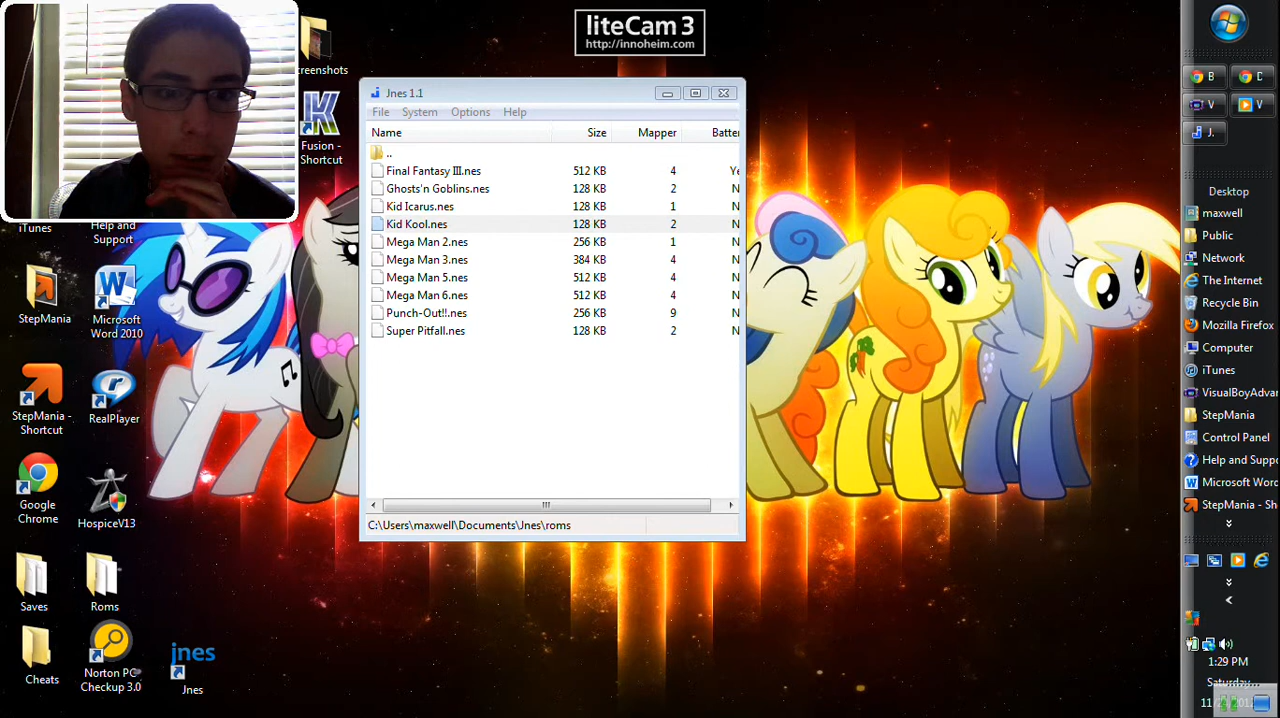 liteCam 3
http://innoheim.com
creenshots
Fusion -
Shortcut
iTunes
Help and
Support
StepMania
Microsoft
Word 2010
StepMania -
Shortcut
RealPlayer
Google
Chrome
HospiceV13
Saves
Roms
Cheats
Norton PC
Checkup 3.0
jnes
Jnes
Jnes 1.1
File System Options Help
Name Size Mapper Batter
..
Final Fantasy III.nes 512 KB 4 Ye
Ghosts'n Goblins.nes 128 KB 2 N
Kid Icarus.nes 128 KB 1 N
Kid Kool.nes 128 KB 2 N
Mega Man 2.nes 256 KB 1 N
Mega Man 3.nes 384 KB 4 N
Mega Man 5.nes 512 KB 4 N
Mega Man 6.nes 512 KB 4 N
Punch-Out!!.nes 256 KB 9 N
Super Pitfall.nes 128 KB 2 N
C:\Users\maxwell\Documents\Jnes\roms
B C
V V
J.
Desktop
maxwell
Public
Network
The Internet
Recycle Bin
Mozilla Firefox
Computer
iTunes
VisualBoyAdvar
StepMania
Control Panel
Help and Suppo
Microsoft Word
StepMania - Sh
1:29 PM
Saturday